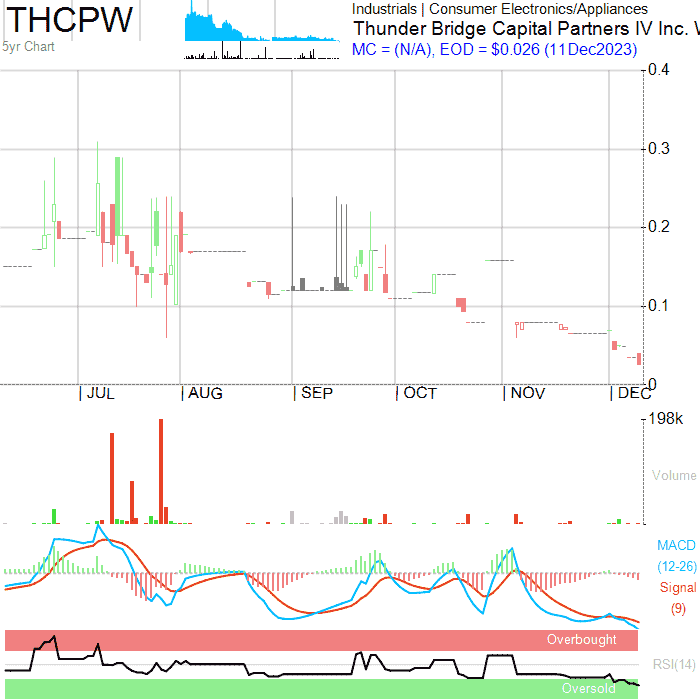 THCPW
5yr Chart
Industrials | Consumer Electronics/Appliances
Thunder Bridge Capital Partners IV Inc. W
MC = (N/A), EOD = $0.026 (11Dec2023)
0.4
0.3
0.2
0.1
0
| JUL | AUG | SEP | OCT | NOV | DEC
198k
Volume
MACD
(12-26)
Signal
(9)
Overbought
RSI(14)
Oversold